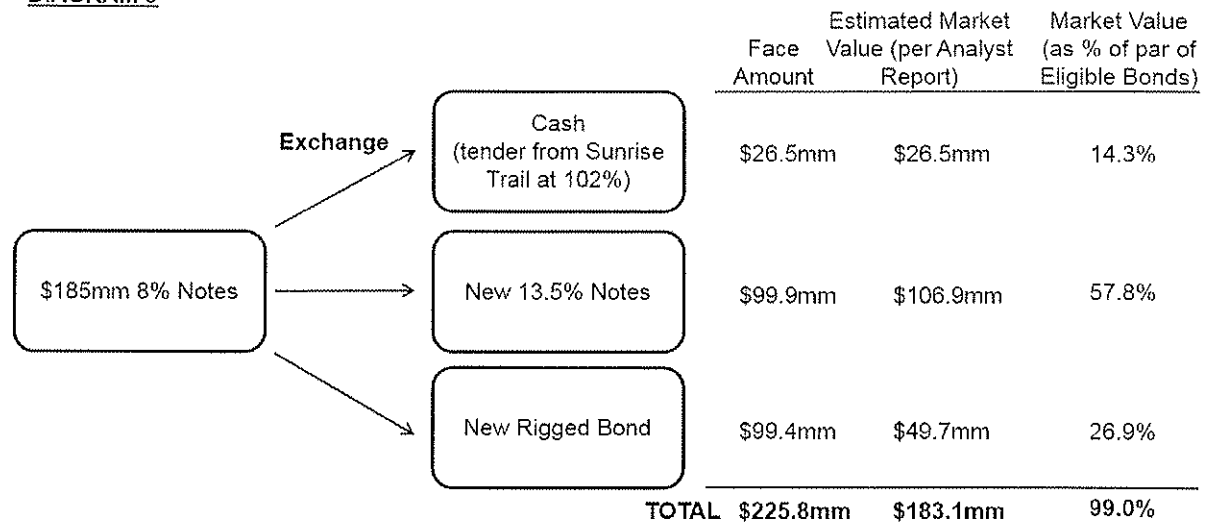 Estimated Market Market Value
Face Value (per Analyst (as % of par of
Amount Report) Eligible Bonds)
Exchange
Cash
(tender from Sunrise
Trail at 102%)
$26.5mm $26.5mm 14.3%
$185mm 8% Notes
New 13.5% Notes
$99.9mm $106.9mm 57.8%
New Rigged Bond
$99.4mm $49.7mm 26.9%
TOTAL $225.8mm $183.1mm 99.0%